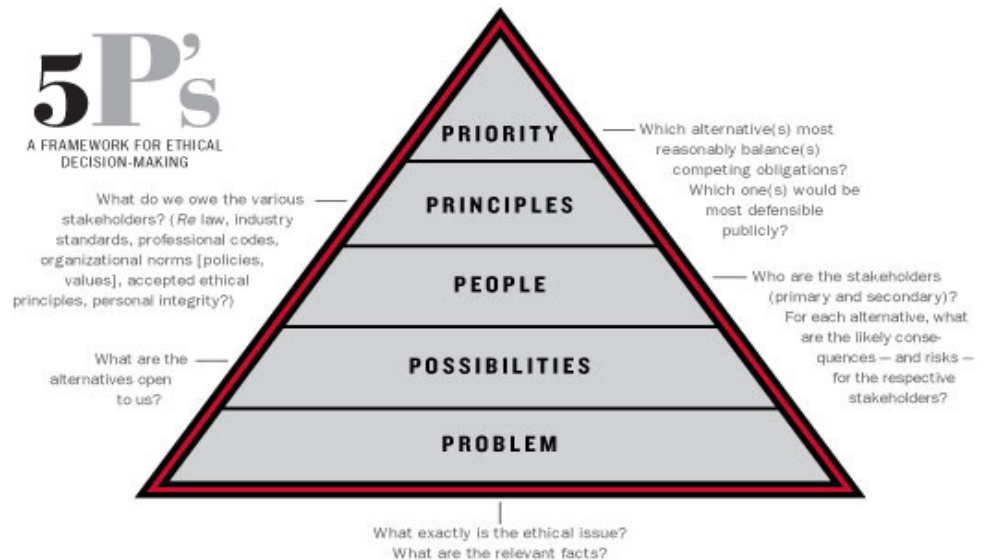 5P's
A FRAMEWORK FOR ETHICAL
DECISION-MAKING
PRIORITY
Which alternative(s) most
reasonably balance(s)
competing obligations?
Which one(s) would be
most defensible
publicly?
What do we owe the various
stakeholders? (Re law, industry
standards, professional codes,
organizational norms [policies,
values], accepted ethical
principles, personal integrity?)
PRINCIPLES
PEOPLE
Who are the stakeholders
(primary and secondary)?
For each alternative, what
are the likely conse-
quences — and risks —
for the respective
stakeholders?
What are the
alternatives open
to us?
POSSIBILITIES
PROBLEM
What exactly is the ethical issue?
What are the relevant facts?